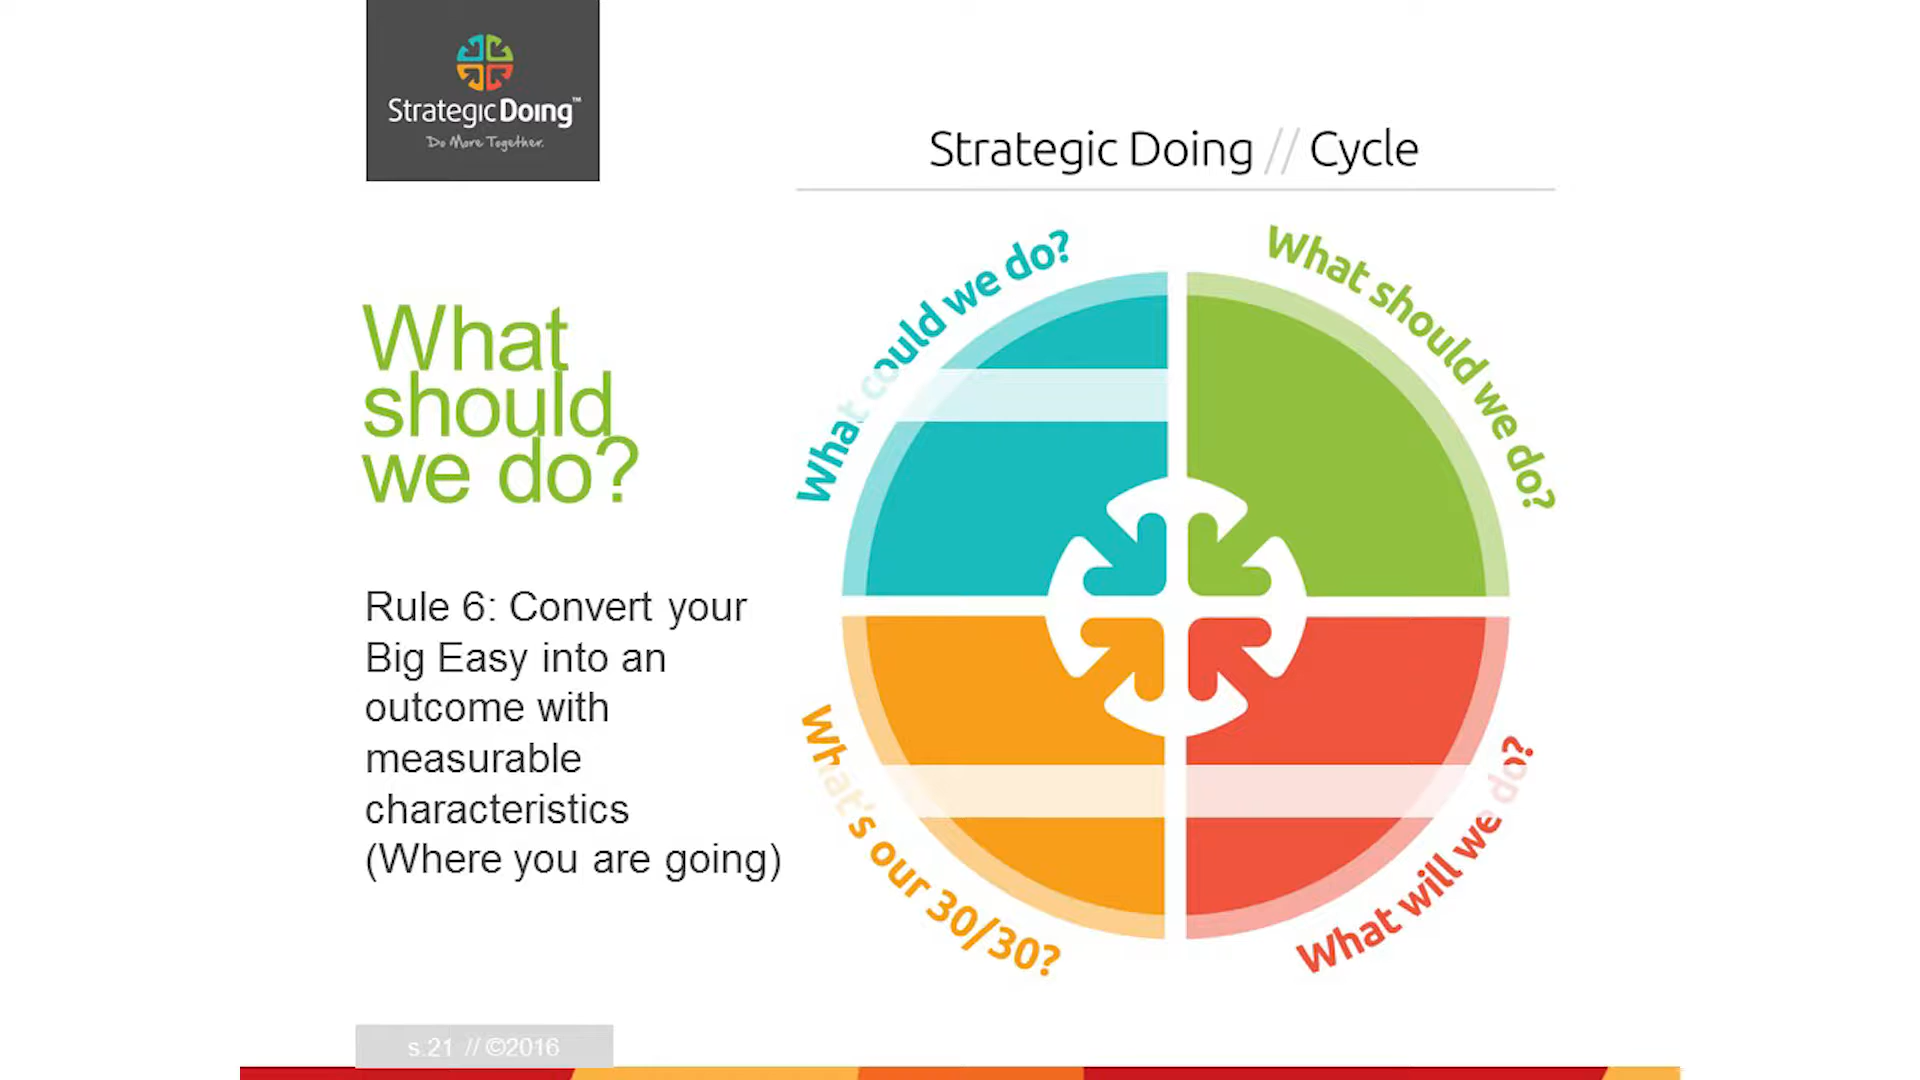 StrategicDoing™
Do More Together.
Strategic Doing // Cycle
What
should
we do?
Rule 6: Convert your
Big Easy into an
outcome with
measurable
characteristics
(Where you are going)
What could we do?
What should we do?
What's our 30/30?
What will we do?
s.21 // ©2016